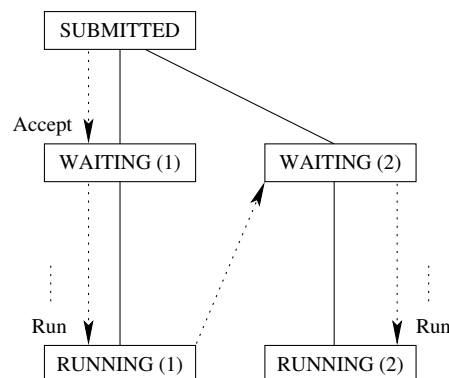 SUBMITTED
Accept
WAITING (1)
WAITING (2)
Run
Run
RUNNING (1)
RUNNING (2)